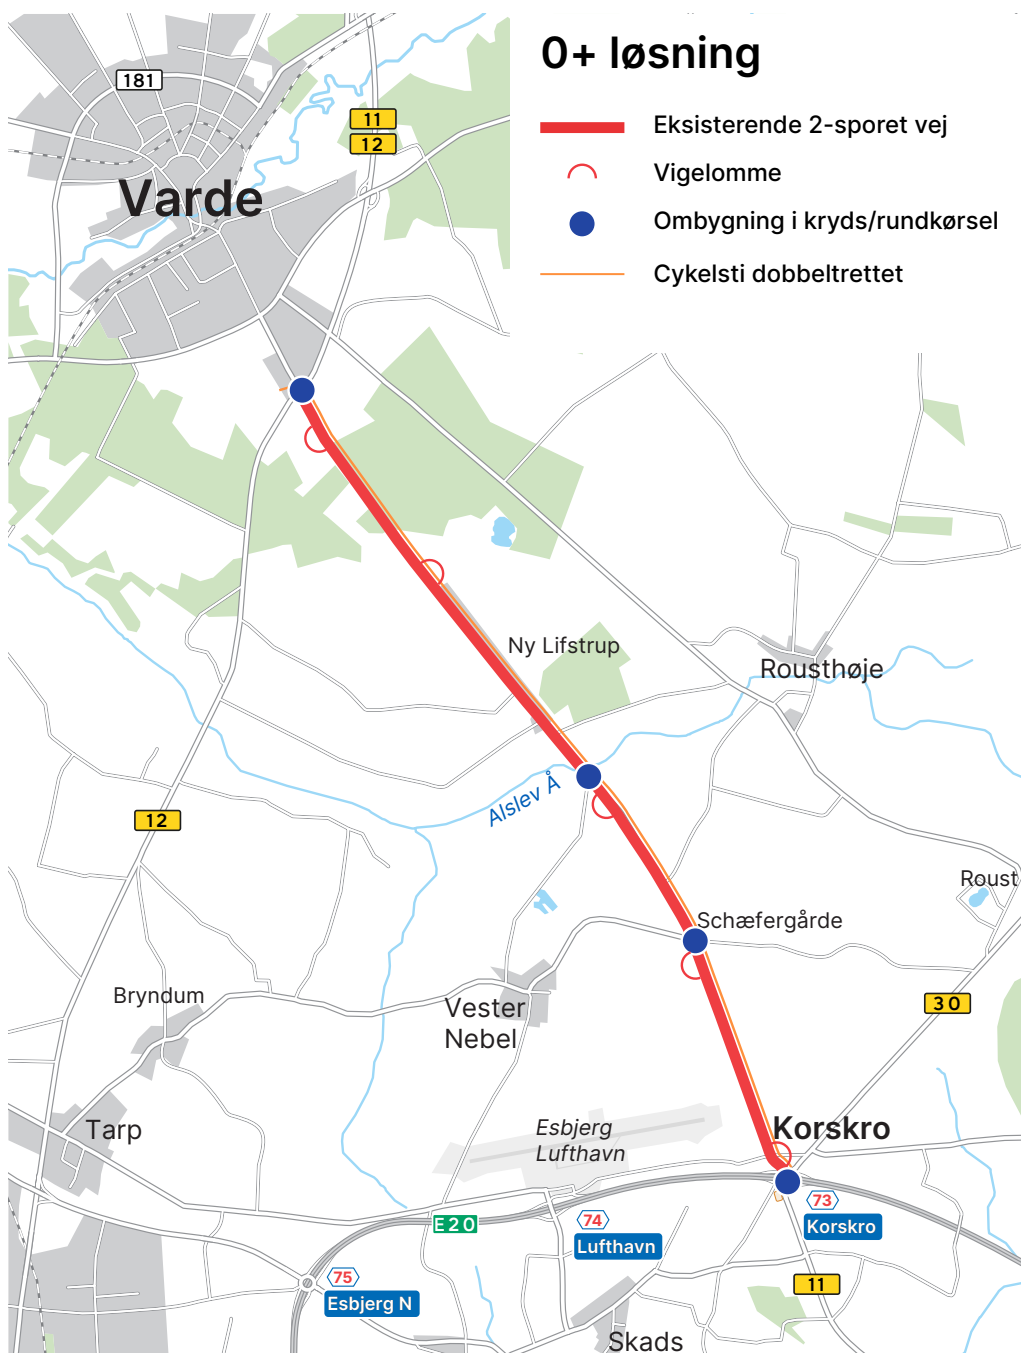 0+ løsning
Eksisterende 2-sporet vej
Vigelomme
Ombygning i kryds/rundkørsel
Cykelsti dobbeltrettet
181
11
12
Varde
Ny Lifstrup
Rousthøje
Alslev Å
12
Roust
Schæfergårde
Bryndum
Vester
Nebel
30
Tarp
Esbjerg
Lufthavn
Korskro
73
Korskro
E20
74
Lufthavn
75
Esbjerg N
11
Skads